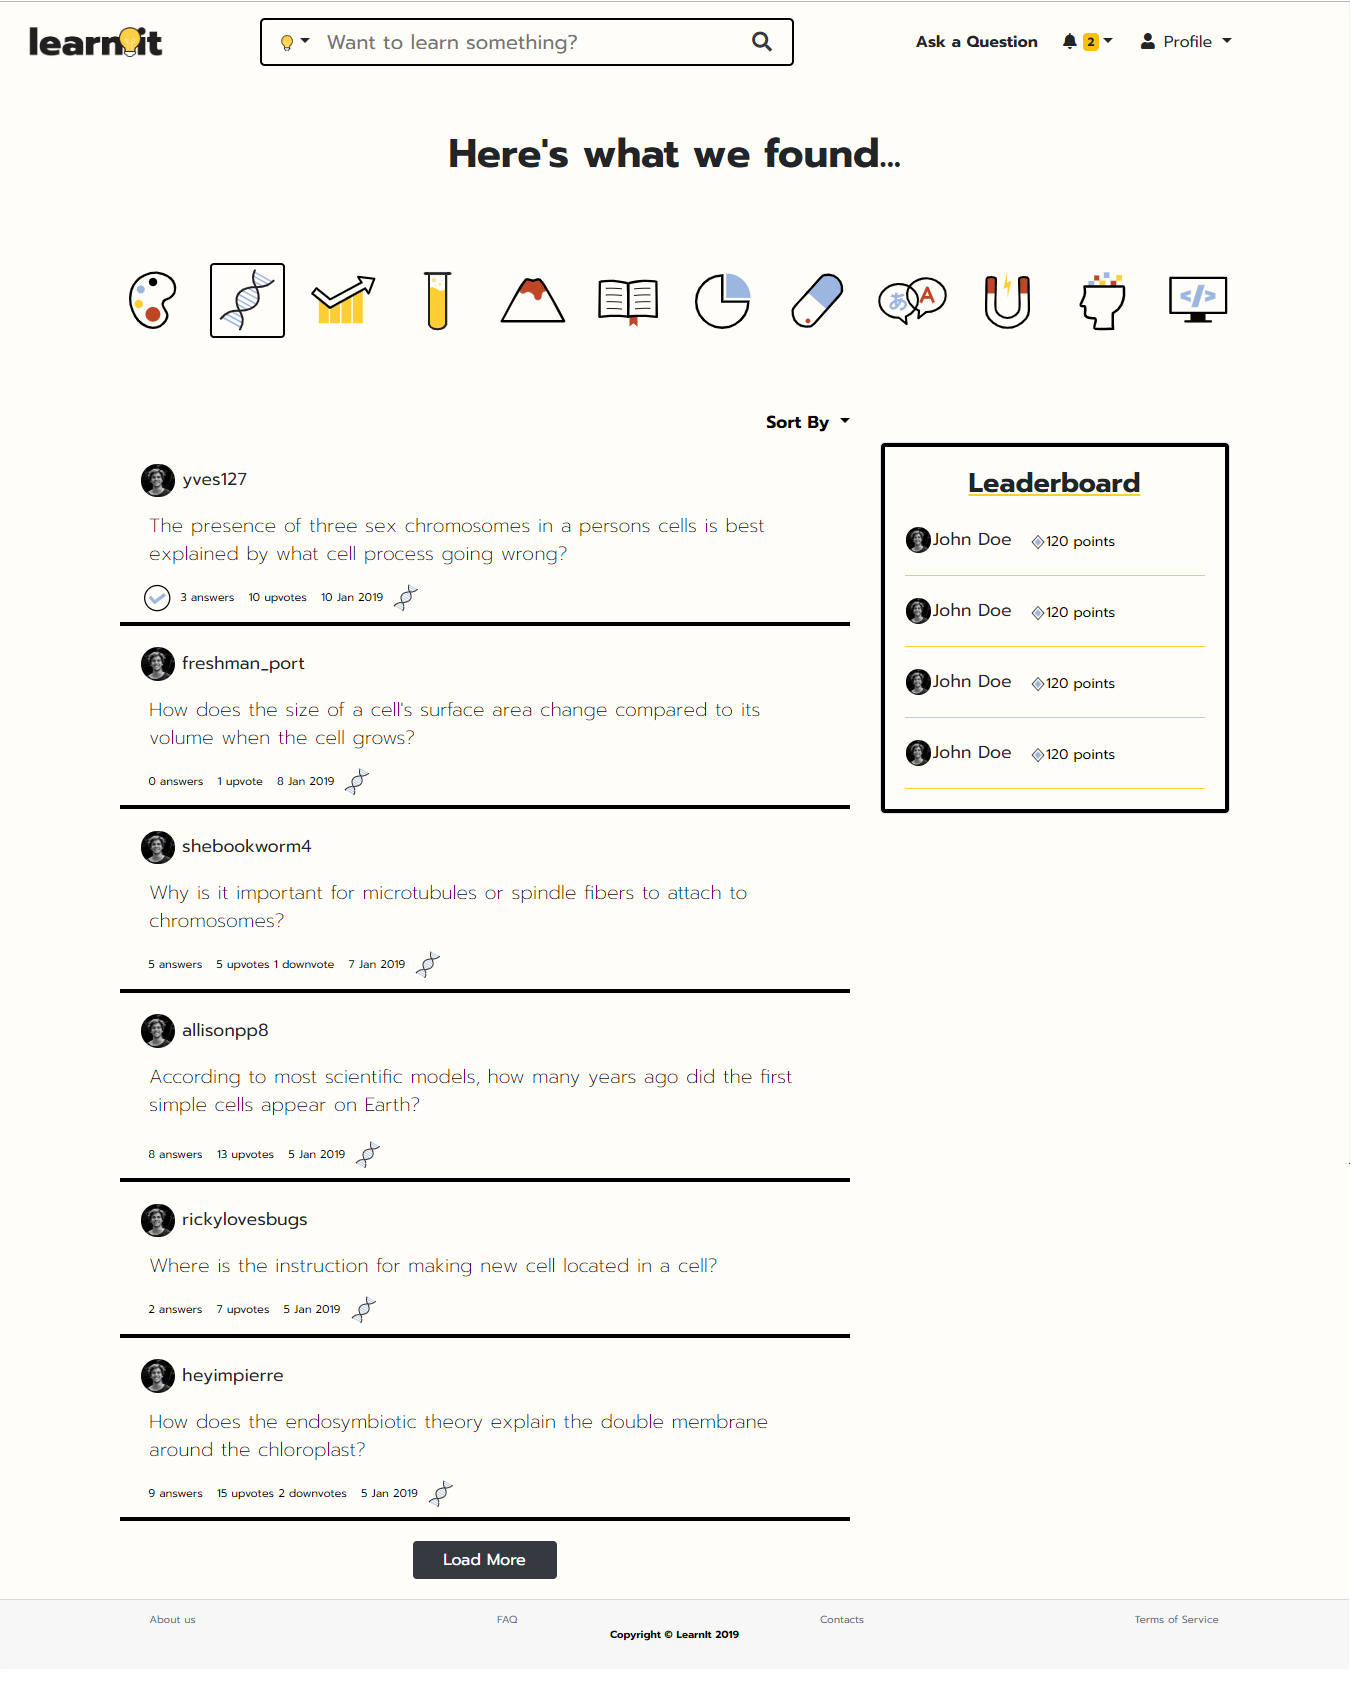 learnit
Want to learn something?
Ask a Question
2
Profile
Here's what we found...
あ A
</>
Sort By
yves127
The presence of three sex chromosomes in a persons cells is best
explained by what cell process going wrong?
3 answers 10 upvotes 10 Jan 2019
freshman_port
How does the size of a cell's surface area change compared to its
volume when the cell grows?
0 answers 1 upvote 8 Jan 2019
shebookworm4
Why is it important for microtubules or spindle fibers to attach to
chromosomes?
5 answers 5 upvotes 1 downvote 7 Jan 2019
allisonpp8
According to most scientific models, how many years ago did the first
simple cells appear on Earth?
8 answers 13 upvotes 5 Jan 2019
rickylovesbugs
Where is the instruction for making new cell located in a cell?
2 answers 7 upvotes 5 Jan 2019
heyimpierre
How does the endosymbiotic theory explain the double membrane
around the chloroplast?
9 answers 15 upvotes 2 downvotes 5 Jan 2019
Load More
Leaderboard
John Doe 120 points
John Doe 120 points
John Doe 120 points
John Doe 120 points
About us
FAQ
Contacts
Terms of Service
Copyright © LearnIt 2019